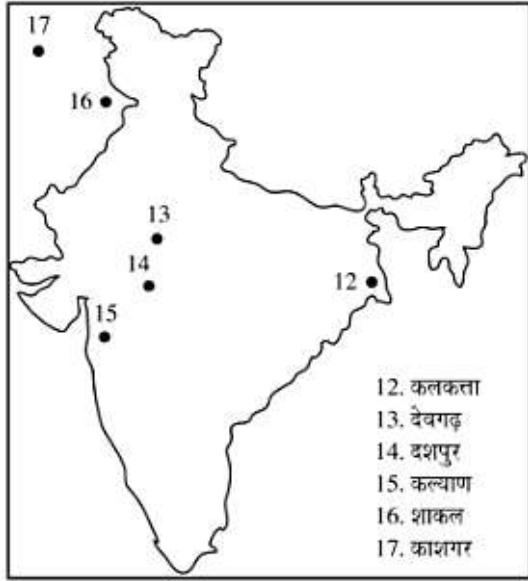 17
16
13
14
12
15
12. कलकत्ता
13. देवगढ़
14. दशपुर
15. कल्याण
16. शाकल
17. काशगर